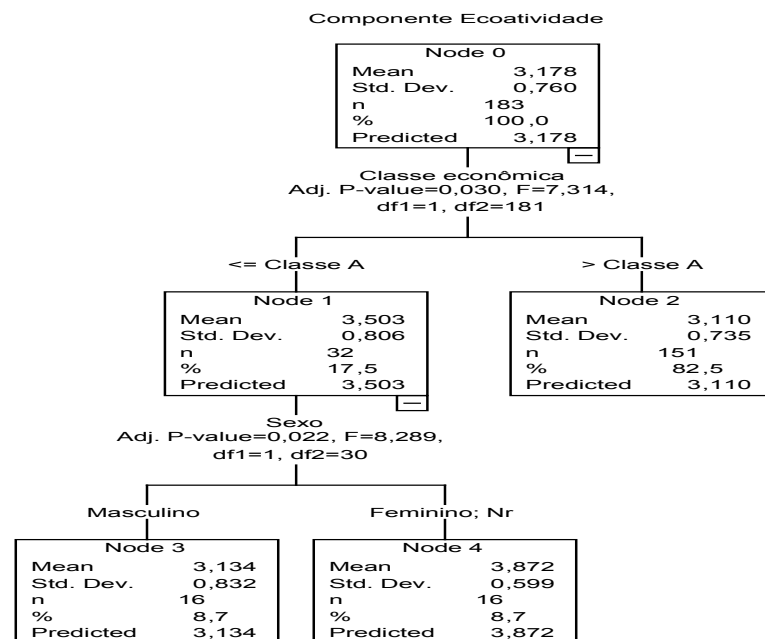 Componente Ecoatividade
Node 0
Mean 3,178
Std. Dev. 0,760
n 183
% 100,0
Predicted 3,178
Classe econômica
Adj. P-value=0,030, F=7,314,
df1=1, df2=181
<= Classe A
> Classe A
Node 1
Mean 3,503
Std. Dev. 0,806
n 32
% 17,5
Predicted 3,503
Node 2
Mean 3,110
Std. Dev. 0,735
n 151
% 82,5
Predicted 3,110
Sexo
Adj. P-value=0,022, F=8,289,
df1=1, df2=30
Masculino
Feminino; Nr
Node 3
Mean 3,134
Std. Dev. 0,832
n 16
% 8,7
Predicted 3,134
Node 4
Mean 3,872
Std. Dev. 0,599
n 16
% 8,7
Predicted 3,872